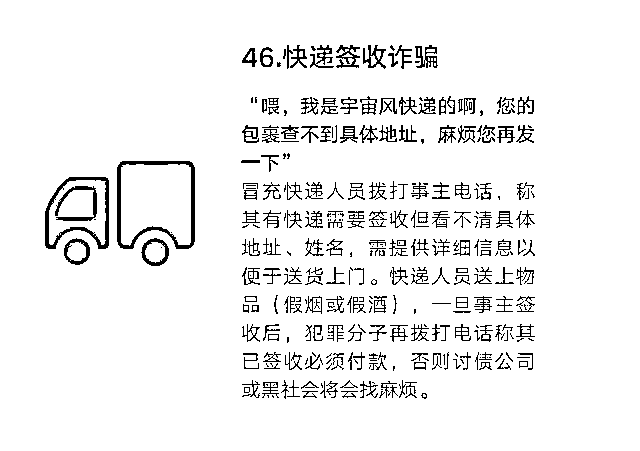 46.快递签收诈骗
“喂，我是宇宙风快递的啊，您的
包裹查不到具体地址，麻烦您再发
一下”
冒充快递人员拨打事主电话，称
其有快递需要签收但看不清具体
地址、姓名，需提供详细信息以
便于送货上门。快递人员送上物
品（假烟或假酒），一旦事主签
收后，犯罪分子再拨打电话称其
已签收必须付款，否则讨债公司
或黑社会将会找麻烦。